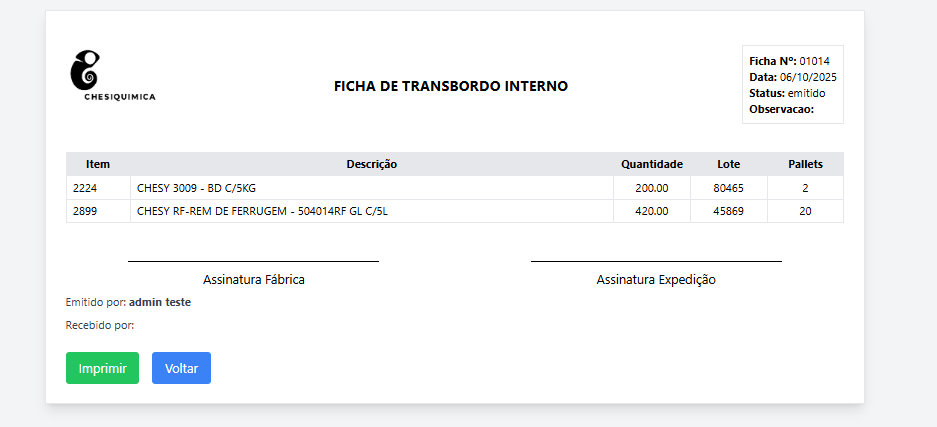 CHESIQUIMICA
FICHA DE TRANSBORDO INTERNO
Ficha Nº: 01014
Data: 06/10/2025
Status: emitido
Observacao:
Item Descrição Quantidade Lote Pallets
2224 CHESY 3009 - BD C/5KG 200.00 80465 2
2899 CHESY RF-REM DE FERRUGEM - 504014RF GL C/5L 420.00 45869 20
Assinatura Fábrica Assinatura Expedição
Emitido por: admin teste
Recebido por:
Imprimir Voltar